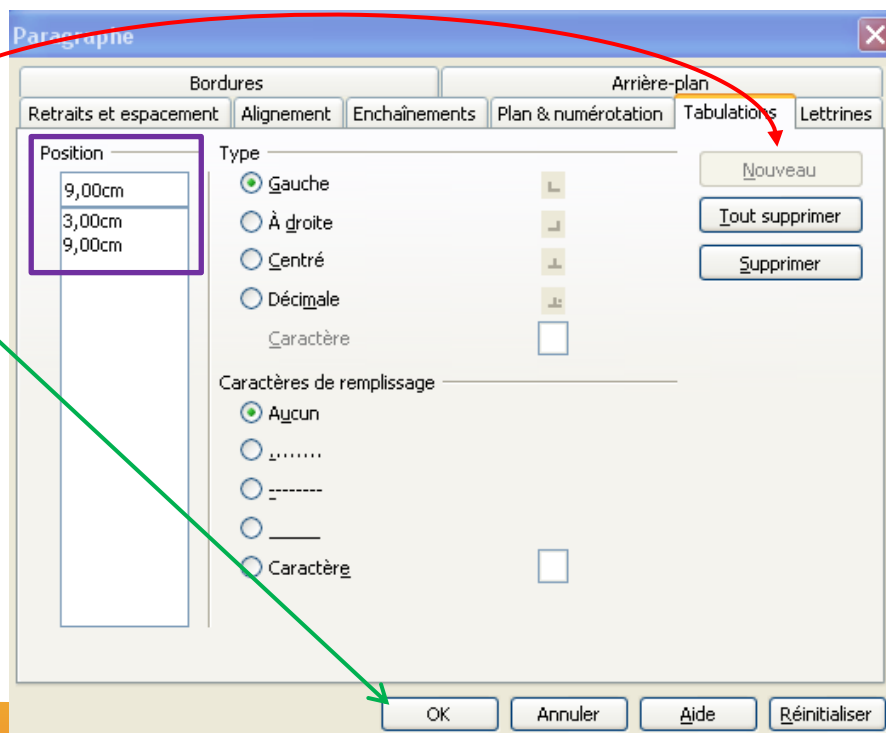 Paragraphe
Bordures Arrière-plan
Retraits et espacement Alignement Enchaînements Plan & numérotation Tabulations Lettrines
Position Type
9,00cm Gauche Nouveau
3,00cm À droite Tout supprimer
9,00cm
Centré Supprimer
Décimale
Caractère
Caractères de remplissage
Aucun
........
--------
_____
Caractère
OK Annuler Aide Réinitialiser